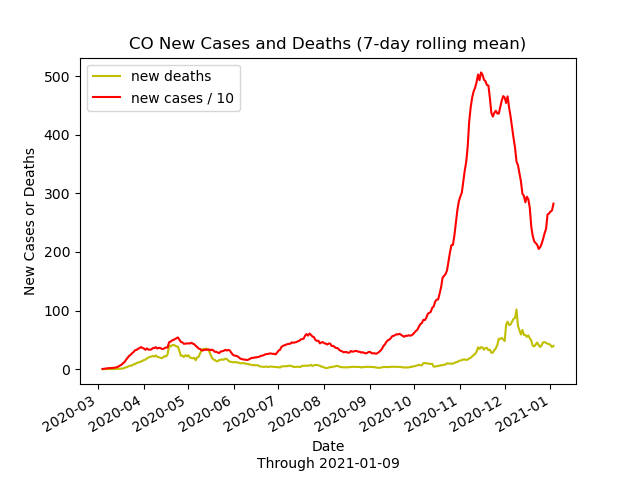 CO New Cases and Deaths (7-day rolling mean)
new deaths
new cases / 10
New Cases or Deaths
500
400
300
200
100
0
2020-03
2020-04
2020-05
2020-06
2020-07
2020-08
2020-09
2020-10
2020-11
2020-12
2021-01
Date
Through 2021-01-09